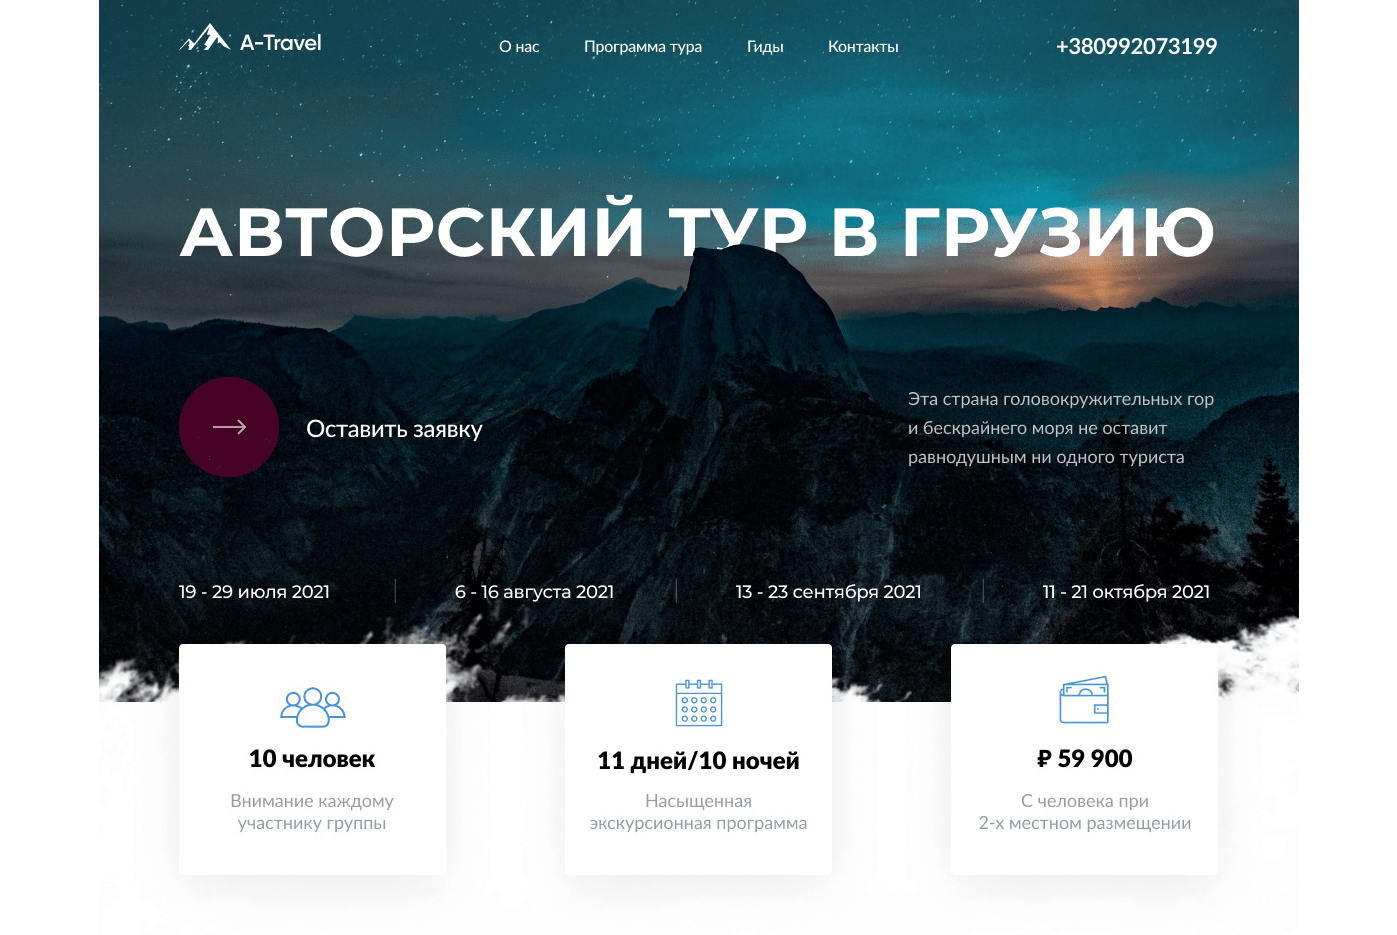 A-Travel
О нас
Программа тура
Гиды
Контакты
+380992073199
АВТОРСКИЙ ТУР В ГРУЗИЮ
Оставить заявку
Эта страна головокружительных гор
и бескрайнего моря не оставит
равнодушным ни одного туриста
19 - 29 июля 2021
6 - 16 августа 2021
13 - 23 сентября 2021
11 - 21 октября 2021
10 человек
Внимание каждому
участнику группы
11 дней/10 ночей
Насыщенная
экскурсионная программа
₽ 59 900
С человека при
2-х местном размещении